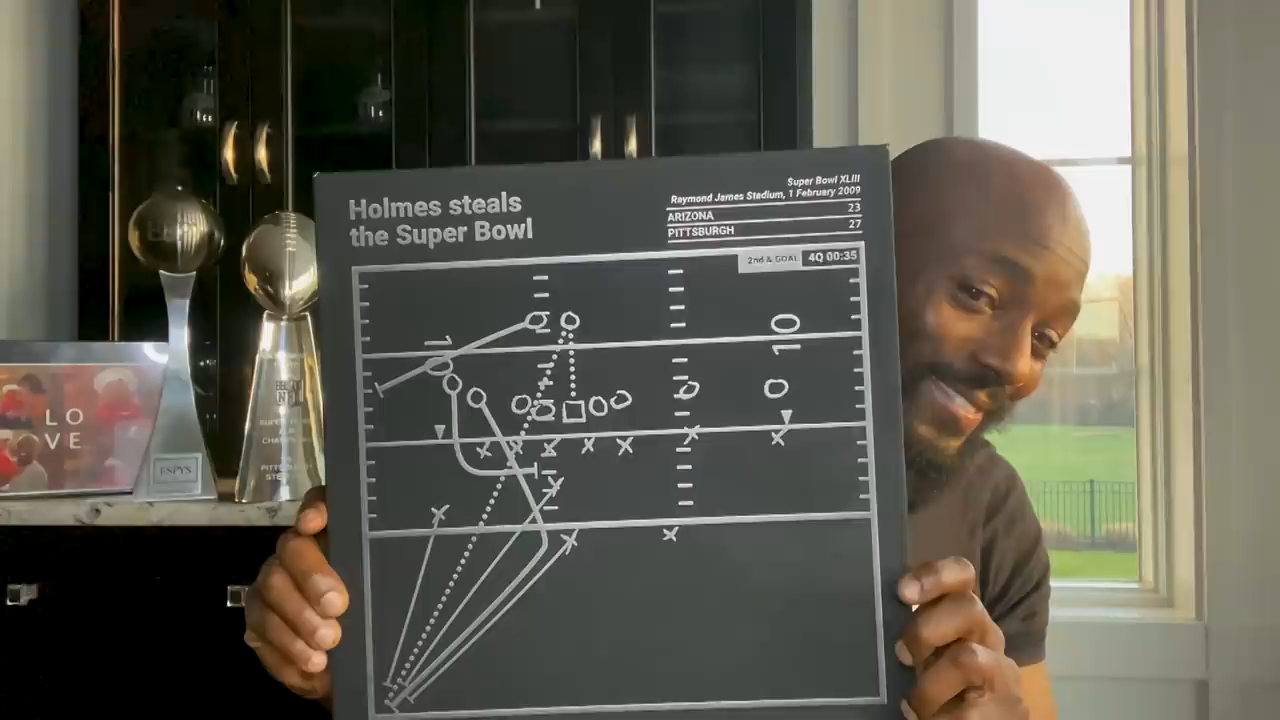 Holmes steals
the Super Bowl
Super Bowl XLIII
Raymond James Stadium, 1 February 2009
ARIZONA 23
PITTSBURGH 27
2nd & GOAL 4Q 00:35
1
10
LO
VE
ESPYS